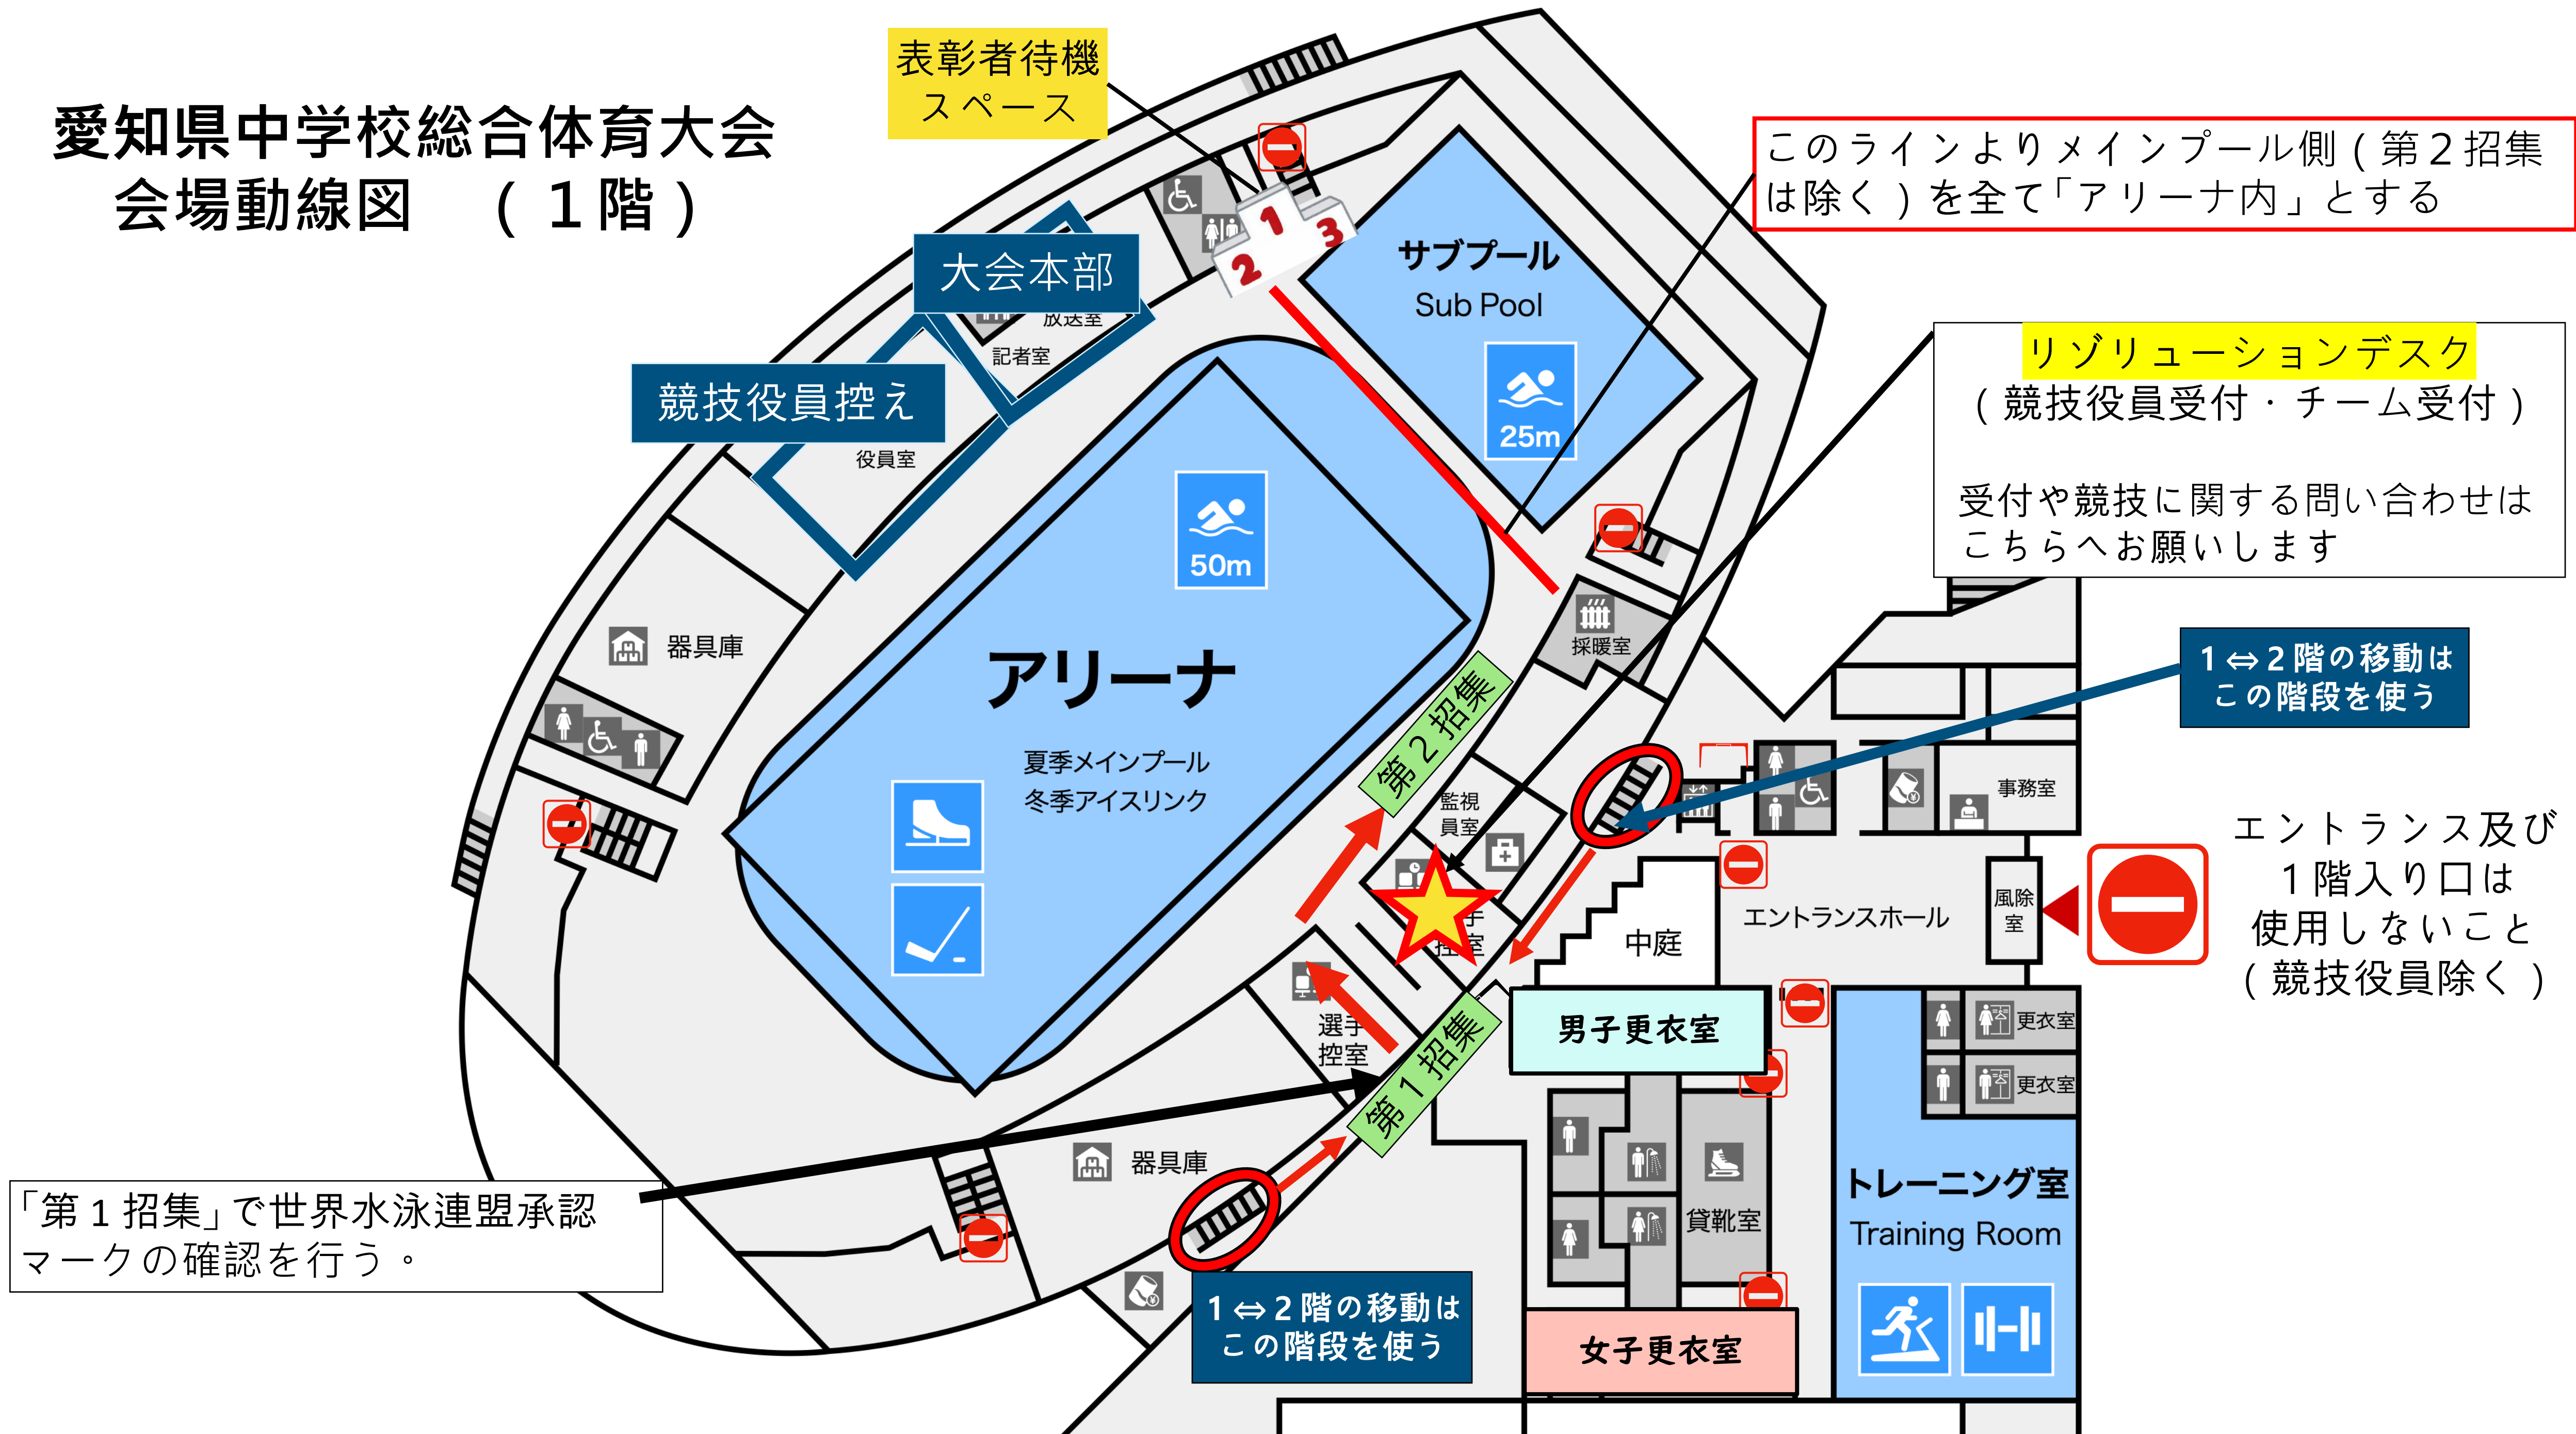 愛知県中学校総合体育大会
会場動線図　（１階）
表彰者待機
スペース
このラインよりメインプール側（第２招集
は除く）を全て「アリーナ内」とする
大会本部
放送室
記者室
競技役員控え
役員室
サブプール
Sub Pool
25m
リゾリューションデスク
（競技役員受付・チーム受付）
受付や競技に関する問い合わせは
こちらへお願いします
1
2
3
50m
アリーナ
夏季メインプール
冬季アイスリンク
器具庫
採暖室
第２招集
監視
員室
1⇔2階の移動は
この階段を使う
事務室
エントランス及び
１階入り口は
使用しないこと
（競技役員除く）
風除
室
エントランスホール
中庭
手
控室
選手
控室
第１招集
男子更衣室
更衣室
更衣室
器具庫
「第１招集」で世界水泳連盟承認
マークの確認を行う。
貸靴室
トレーニング室
Training Room
1⇔2階の移動は
この階段を使う
女子更衣室